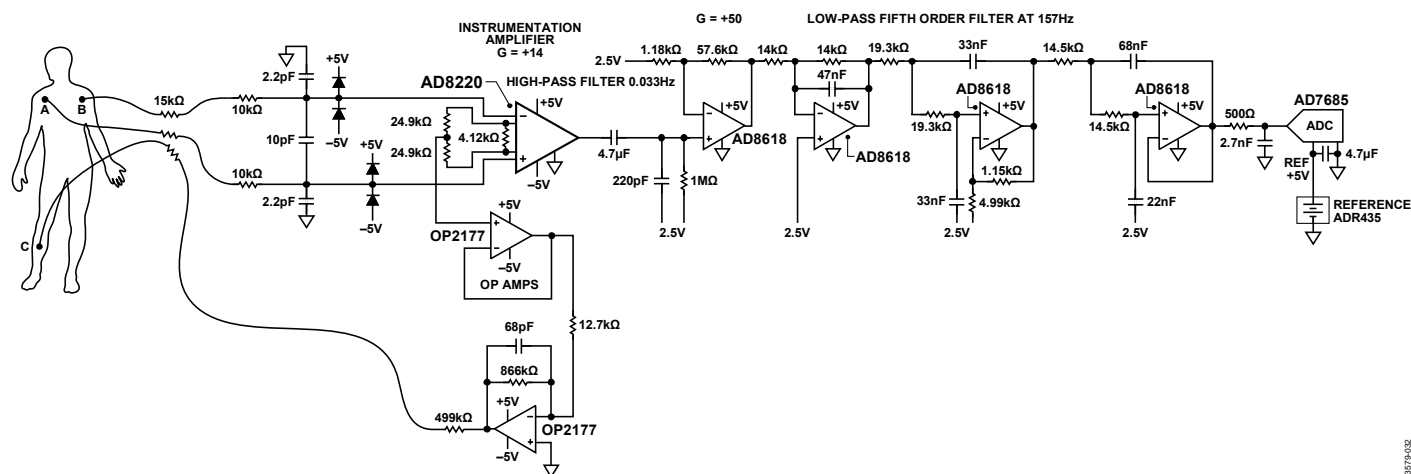 G = +50
LOW-PASS FIFTH ORDER FILTER AT 157Hz
INSTRUMENTATION
AMPLIFIER
G = +14
2.5V
1.18kΩ
57.6kΩ
14kΩ
14kΩ
19.3kΩ
33nF
14.5kΩ
68nF
47nF
+5V
2.2pF
AD8220
HIGH-PASS FILTER 0.033Hz
A
B
15kΩ
10kΩ
–5V
+5V
24.9kΩ
4.12kΩ
24.9kΩ
–5V
+5V
AD8618
+5V
AD8618
19.3kΩ
AD8618
+5V
14.5kΩ
AD8618
+5V
500Ω
AD7685
ADC
2.7nF
REF
+5V
4.7µF
10pF
+5V
4.7µF
220pF
1MΩ
2.5V
2.5V
2.5V
10kΩ
2.2pF
–5V
33nF
1.15kΩ
4.99kΩ
2.5V
22nF
2.5V
REFERENCE
ADR435
C
OP2177
+5V
–5V
OP AMPS
12.7kΩ
68pF
866kΩ
+5V
499kΩ
–5V
OP2177
03579-032